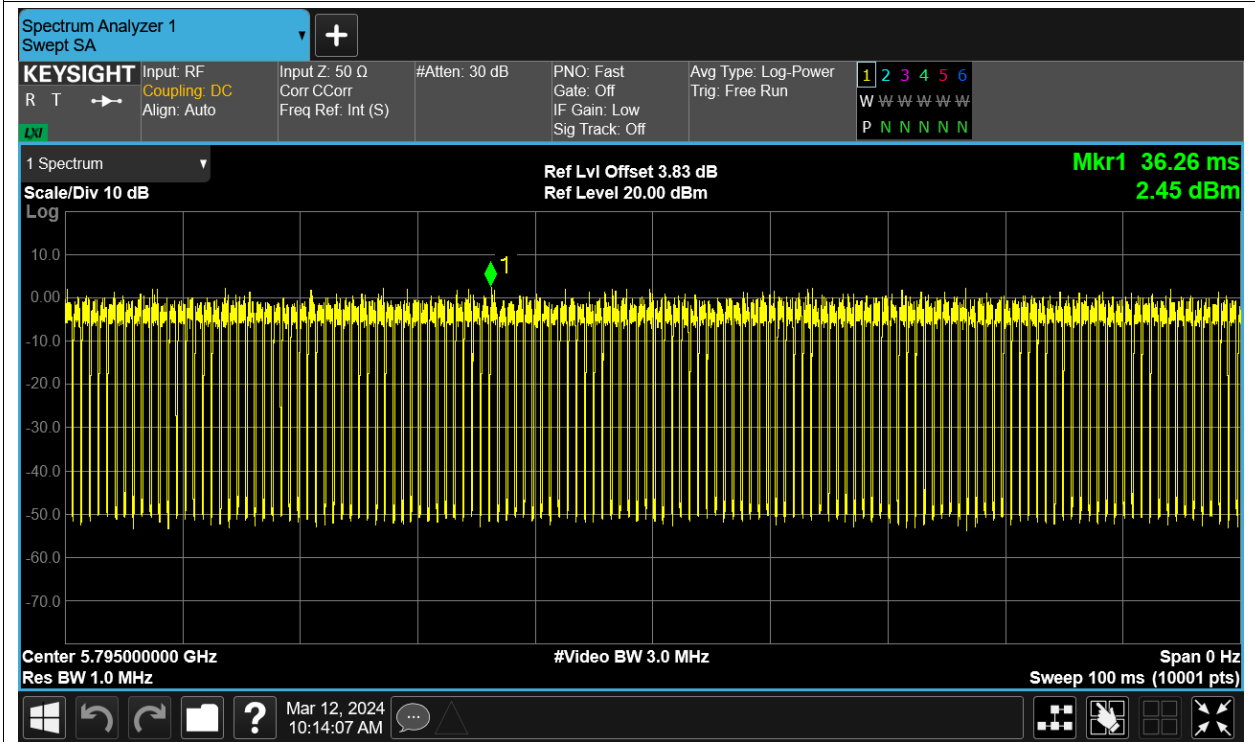 Spectrum Analyzer 1
Swept SA
+
KEYSIGHT
R T
LXI
Input: RF
Coupling: DC
Align: Auto
Input Z: 50 Ω
Corr CCorr
Freq Ref: Int (S)
#Atten: 30 dB
PNO: Fast
Gate: Off
IF Gain: Low
Sig Track: Off
Avg Type: Log-Power
Trig: Free Run
1 2 3 4 5 6
W W W W W W
P N N N N N
1 Spectrum
Scale/Div 10 dB
Log
Ref Lvl Offset 3.83 dB
Ref Level 20.00 dBm
Mkr1 36.26 ms
2.45 dBm
1
10.0
0.00
-10.0
-20.0
-30.0
-40.0
-50.0
-60.0
-70.0
Center 5.795000000 GHz
Res BW 1.0 MHz
#Video BW 3.0 MHz
Span 0 Hz
Sweep 100 ms (10001 pts)
?
Mar 12, 2024
10:14:07 AM